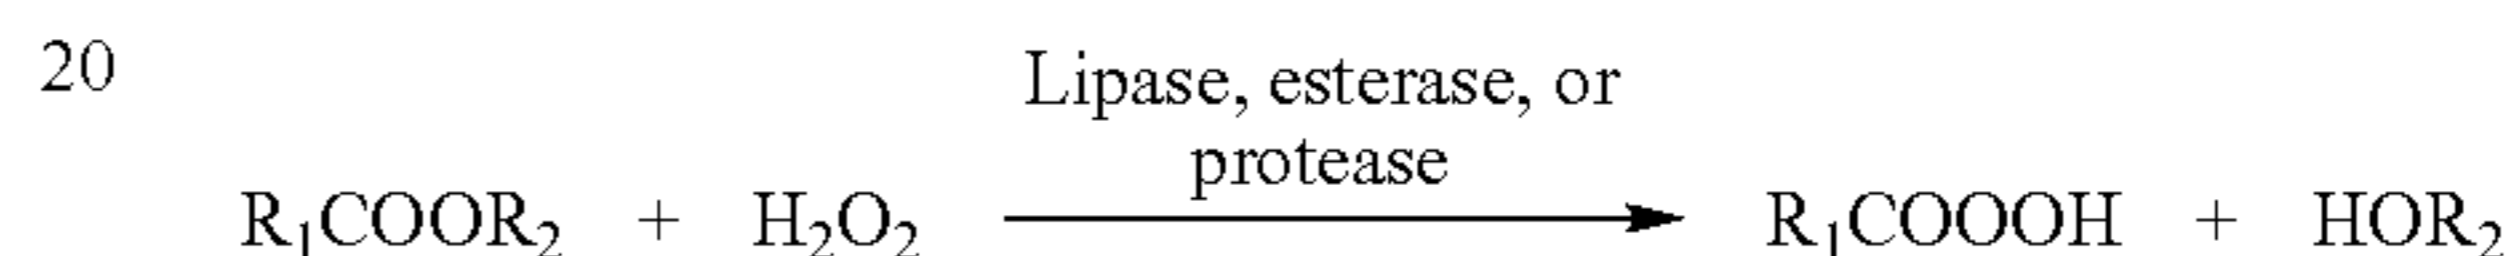 20
Lipase, esterase, or
protease
R₁COOR₂ + H₂O₂ R₁COOOH + HOR₂